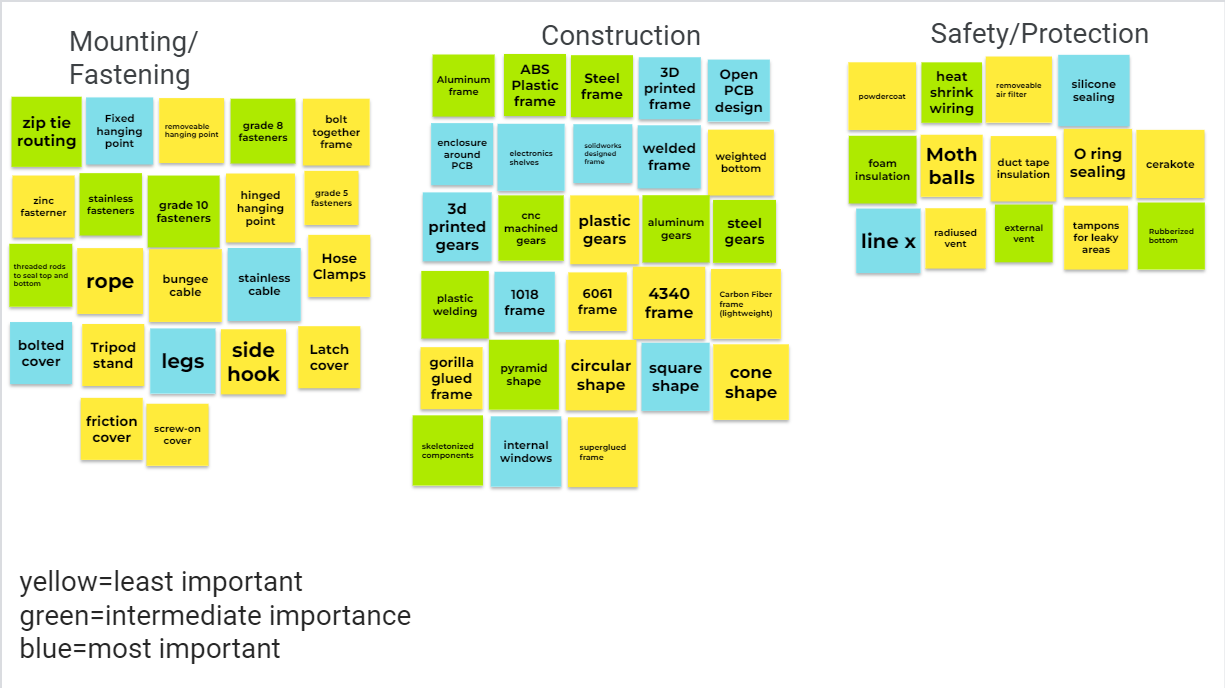 Mounting/
Fastening
zip tie
routing
Fixed
hanging
point
removeable
hanging point
grade 8
fasteners
bolt
together
frame
zinc
fasterner
stainless
fasteners
grade 10
fasteners
hinged
hanging
point
grade 5
fasteners
threaded rods
to seal top and
bottom
rope
bungee
cable
stainless
cable
Hose
Clamps
bolted
cover
Tripod
stand
legs
side
hook
Latch
cover
friction
cover
screw-on
cover
Construction
Aluminum
frame
ABS
Plastic
frame
Steel
frame
3D
printed
frame
Open
PCB
design
enclosure
around
PCB
electronics
shelves
solidworks
designed
frame
welded
frame
weighted
bottom
3d
printed
gears
cnc
machined
gears
plastic
gears
aluminum
gears
steel
gears
plastic
welding
1018
frame
6061
frame
4340
frame
Carbon Fiber
frame
(lightweight)
gorilla
glued
frame
pyramid
shape
circular
shape
square
shape
cone
shape
skeletonized
components
internal
windows
superglued
frame
Safety/Protection
powdercoat
heat
shrink
wiring
removeable
air filter
silicone
sealing
foam
insulation
Moth
balls
duct tape
insulation
O ring
sealing
cerakote
line x
radiused
vent
external
vent
tampons
for leaky
areas
Rubberized
bottom
yellow=least important
green=intermediate importance
blue=most important